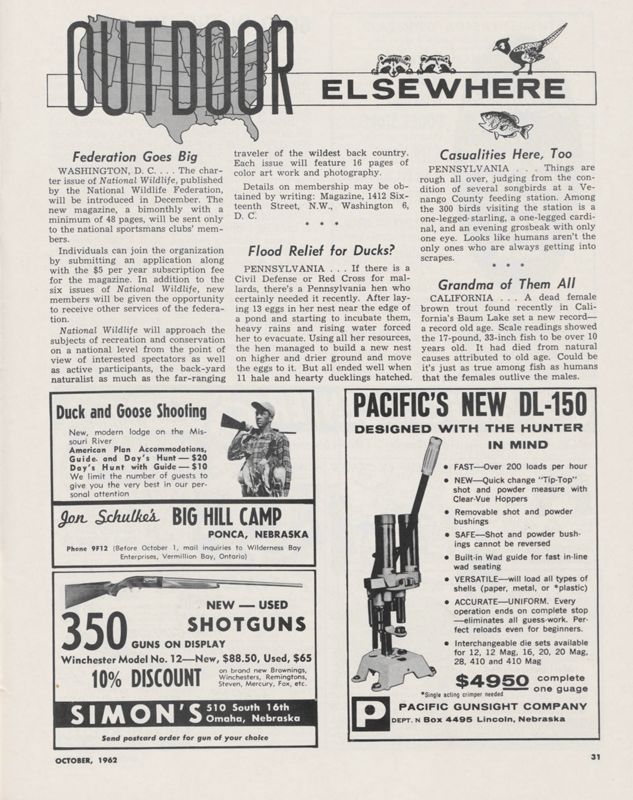 OUTDOOR
ELSEWHERE
Federation Goes Big
WASHINGTON, D. C. . . . The char-
ter issue of National Wildlife, published
by the National Wildlife Federation,
will be introduced in December. The
new magazine, a bimonthly with a
minimum of 48 pages, will be sent only
to the national sportsmans clubs' mem-
bers.
Individuals can join the organization
by submitting an application along
with the $5 per year subscription fee
for the magazine. In addition to the
six issues of National Wildlife, new
members will be given the opportunity
to receive other services of the federa-
tion.
National Wildlife will approach the
subjects of recreation and conservation
on a national level from the point of
view of interested spectators as well
as active participants, the back-yard
naturalist as much as the far-ranging
traveler of the wildest back country.
Each issue will feature 16 pages of
color art work and photography.
Details on membership may be ob-
tained by writing: Magazine, 1412 Six-
teenth Street, N.W., Washington 6,
D. C.
* * *
Flood Relief for Ducks?
PENNSYLVANIA . . . If there is a
Civil Defense or Red Cross for mal-
lards, there's a Pennsylvania hen who
certainly needed it recently. After lay-
ing 13 eggs in her nest near the edge of
a pond and starting to incubate them,
heavy rains and rising water forced
her to evacuate. Using all her resources,
the hen managed to build a new nest
on higher and drier ground and move
the eggs to it. But all ended well when
11 hale and hearty ducklings hatched.
Casualities Here, Too
PENNSYLVANIA . . . Things are
rough all over, judging from the con-
dition of several songbirds at a Ve-
nango County feeding station. Among
the 300 birds visiting the station is a
one-legged-starling, a one-legged cardi-
nal, and an evening grosbeak with only
one eye. Looks like humans aren't the
only ones who are always getting into
scrapes.
* * *
Grandma of Them All
CALIFORNIA . . . A dead female
brown trout found recently in Cali-
fornia's Baum Lake set a new record—
a record old age. Scale readings showed
the 17-pound, 33-inch fish to be over 10
years old. It had died from natural
causes attributed to old age. Could be
it's just as true among fish as humans
that the females outlive the males.
Duck and Goose Shooting
New, modern lodge on the Mis-
souri River
American Plan Accommodations,
Guide and Day's Hunt — $20
Day's Hunt with Guide — $10
We limit the number of guests to
give you the very best in our per-
sonal attention
Jon Schulke's BIG HILL CAMP
PONCA, NEBRASKA
Phone 9F12 (Before October 1, mail inquiries to Wilderness Bay
Enterprises, Vermillion Bay, Ontario)
NEW — USED
350 SHOTGUNS
GUNS ON DISPLAY
Winchester Model No. 12—New, $88.50, Used, $65
10% DISCOUNT on brand new Brownings,
Winchesters, Remingtons,
Steven, Mercury, Fox, etc.
SIMON'S 510 South 16th
Omaha, Nebraska
Send postcard order for gun of your choice
PACIFIC'S NEW DL-150
DESIGNED WITH THE HUNTER
IN MIND
• FAST—Over 200 loads per hour
• NEW—Quick change "Tip-Top"
shot and powder measure with
Clear-Vue Hoppers
• Removable shot and powder
bushings
• SAFE—Shot and powder bush-
ings cannot be reversed
• Built-in Wad guide for fast in-line
wad seating
• VERSATILE—will load all types of
shells (paper, metal, or *plastic)
• ACCURATE—UNIFORM. Every
operation ends on complete stop
—eliminates all guess-work. Per-
fect reloads even for beginners.
• Interchangeable die sets available
for 12, 12 Mag, 16, 20, 20 Mag,
28, 410 and 410 Mag
$4950 complete
one guage
*Single acting crimper needed
P PACIFIC GUNSIGHT COMPANY
DEPT. N Box 4495 Lincoln, Nebraska
OCTOBER, 1962
31